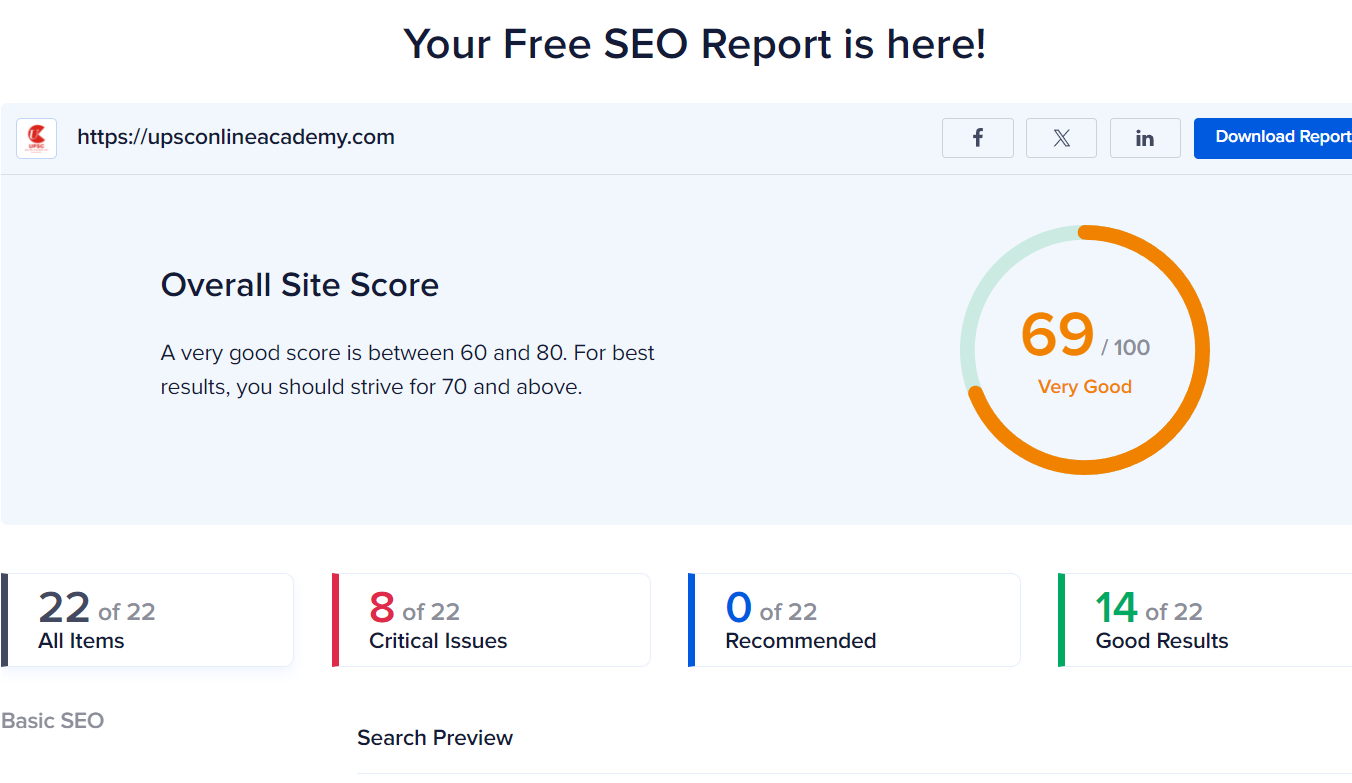 Your Free SEO Report is here!
UPSC
https://upsconlineacademy.com
f
X
in
Download Report
Overall Site Score
A very good score is between 60 and 80. For best
results, you should strive for 70 and above.
69 / 100
Very Good
22 of 22
All Items
8 of 22
Critical Issues
0 of 22
Recommended
14 of 22
Good Results
Basic SEO
Search Preview